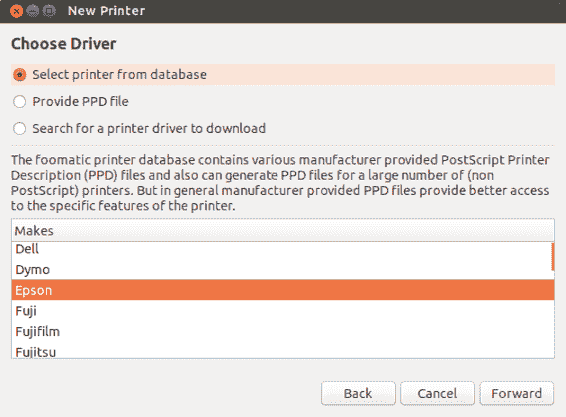 New Printer
Choose Driver
Select printer from database
Provide PPD file
Search for a printer driver to download
The foomatic printer database contains various manufacturer provided PostScript Printer
Description (PPD) files and also can generate PPD files for a large number of (non
PostScript) printers. But in general manufacturer provided PPD files provide better access
to the specific features of the printer.
Makes
Dell
Dymo
Epson
Fuji
Fujifilm
Fujitsu
Back Cancel Forward